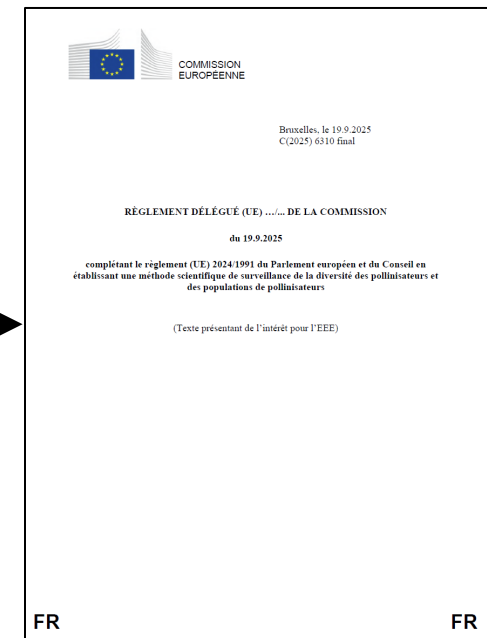 COMMISSION
EUROPÉENNE
Bruxelles, le 19.9.2025
C(2025) 6310 final
RÈGLEMENT DÉLÉGUÉ (UE) …/... DE LA COMMISSION
du 19.9.2025
complétant le règlement (UE) 2024/1991 du Parlement européen et du Conseil en
établissant une méthode scientifique de surveillance de la diversité des pollinisateurs et
des populations de pollinisateurs
(Texte présentant de l'intérêt pour l'EEE)
FR FR